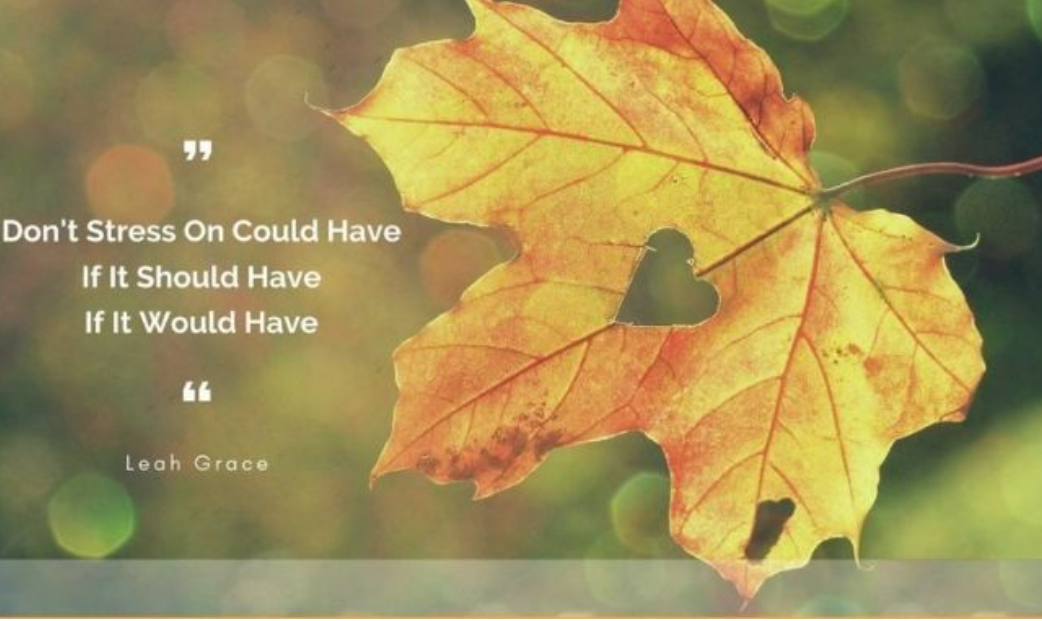 ”
Don't Stress On Could Have
If It Should Have
If It Would Have
“
Leah Grace